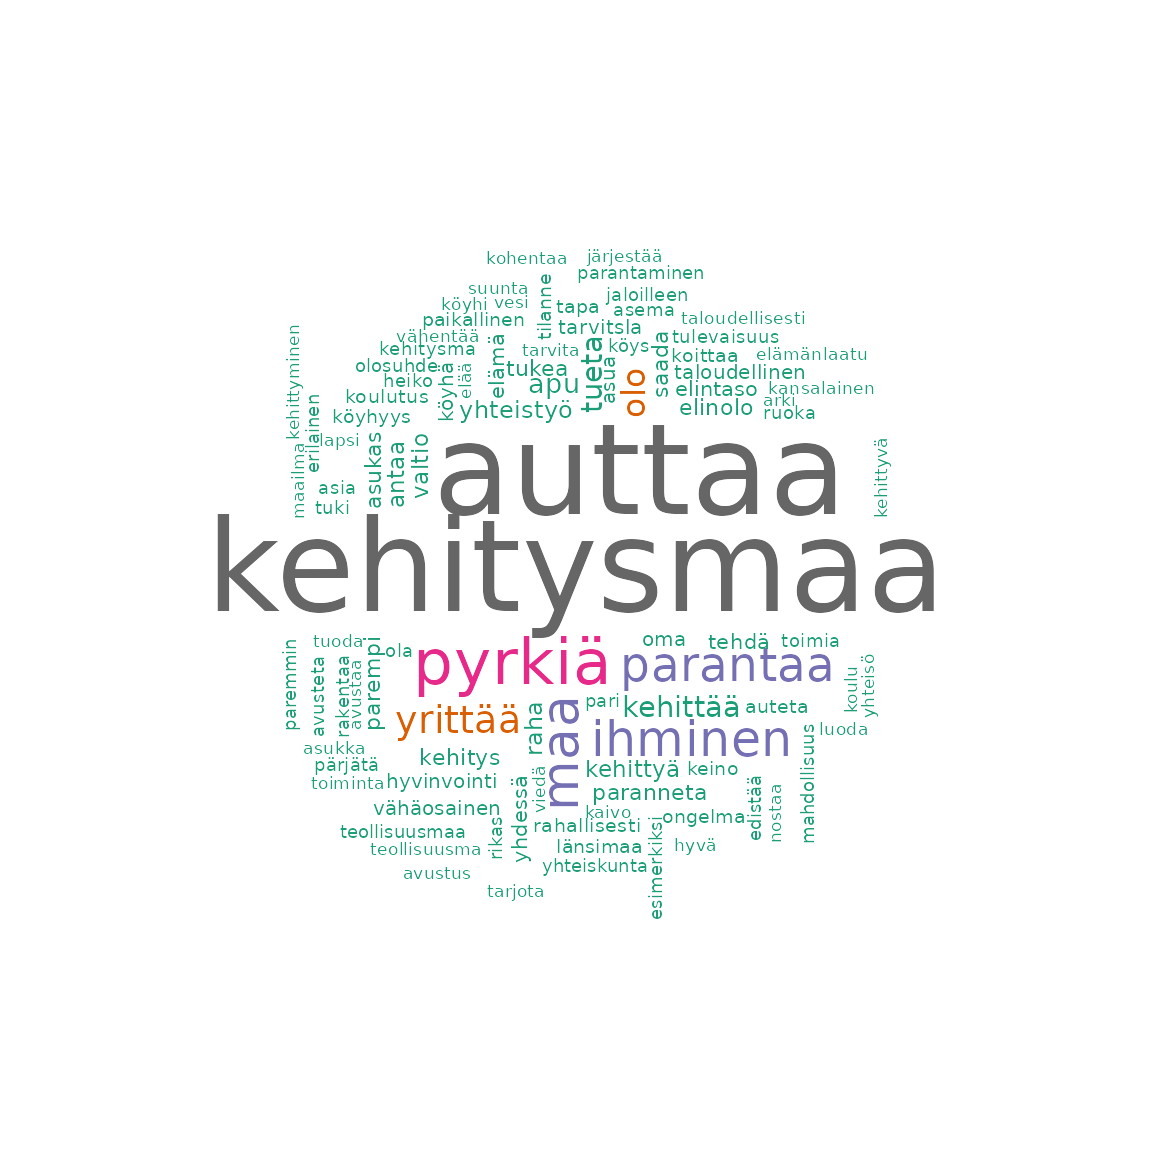 kohentaa
järjestää
parantaminen
suunta
tilanne
jaloilleen
köyhi
vesi
tapa
asema
paikallinen
tarvitsla
taloudellisesti
vähentää
tulevaisuus
kehitysma
tarvita
tueta
köys
saada
koittaa
elämänlaatu
kehittyminen
olosuhde
elämä
tukea
asua
taloudellinen
heiko
elää
apu
olo
elintaso
kansalainen
koulutus
köyhä
arki
köyhyys
yhteistyö
elinolo
ruoka
erilainen
lapsi
maailma
asukas
antaa
valtio
auttaa
kehittyvä
asia
tuki
kehitysmaa
tuoda
oma
tehdä
toimia
paremmin
ola
pyrkiä
parantaa
avusteta
rakentaa
avustaa
parempi
koulu
yhteisö
pari
kehittää
auteta
yrittää
raha
maa
ihminen
luoda
asukka
kehitys
pärjätä
kehittyä
keino
mahdollisuus
toiminta
hyvinvointi
viedä
paranneta
edistää
nostaa
vähäosainen
yhdessä
kaivo
ongelma
teollisuusmaa
rikas
rahallisesti
teollisuusma
länsimaa
esimerkiksi
hyvä
avustus
yhteiskunta
tarjota